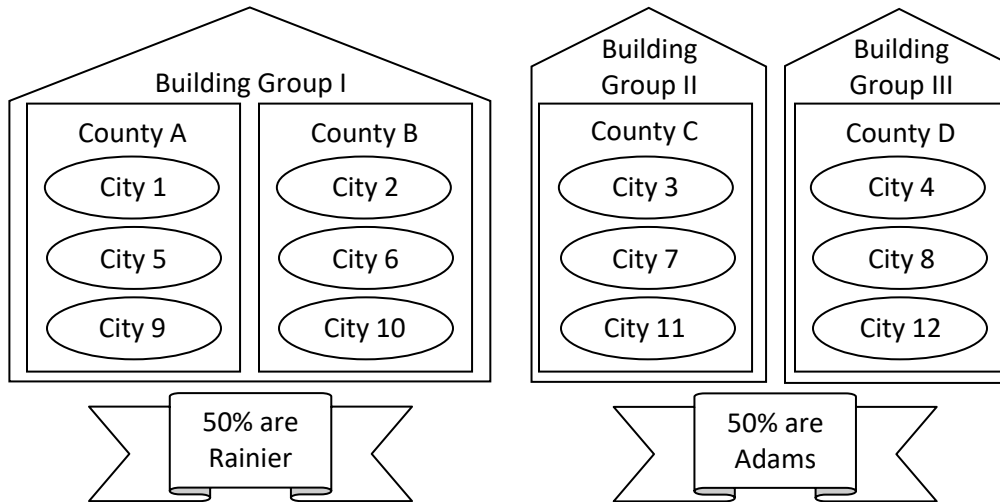 Building Group I
County A
City 1
City 5
City 9
County B
City 2
City 6
City 10
50% are
Rainier
Building
Group II
County C
City 3
City 7
City 11
Building
Group III
County D
City 4
City 8
City 12
50% are
Adams